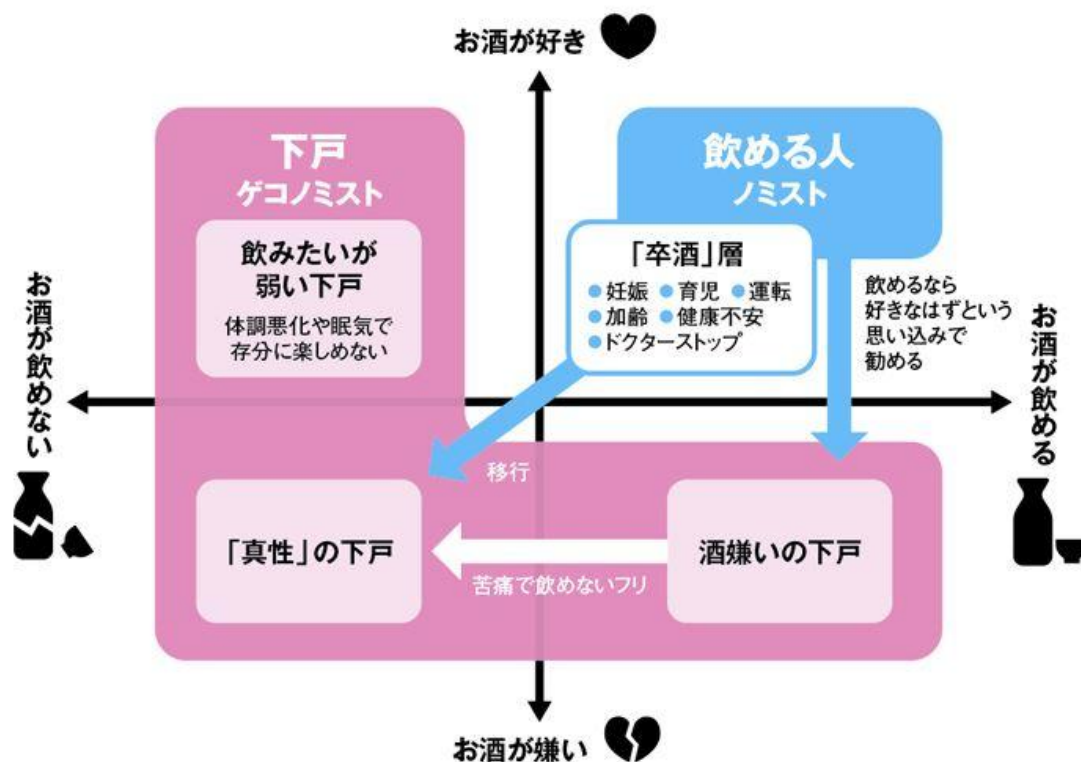 お酒が好き
下戸
ゲコノミスト
飲みたいが
弱い下戸
体調悪化や眠気で
存分に楽しめない
飲める人
ノミスト
「卒酒」層
●妊娠 ●育児 ●運転
●加齢 ●健康不安
●ドクターストップ
飲めるなら
好きなはずという
思い込みで
勧める
お酒が飲めない
お酒が飲める
移行
「真性」の下戸
苦痛で飲めないフリ
酒嫌いの下戸
お酒が嫌い